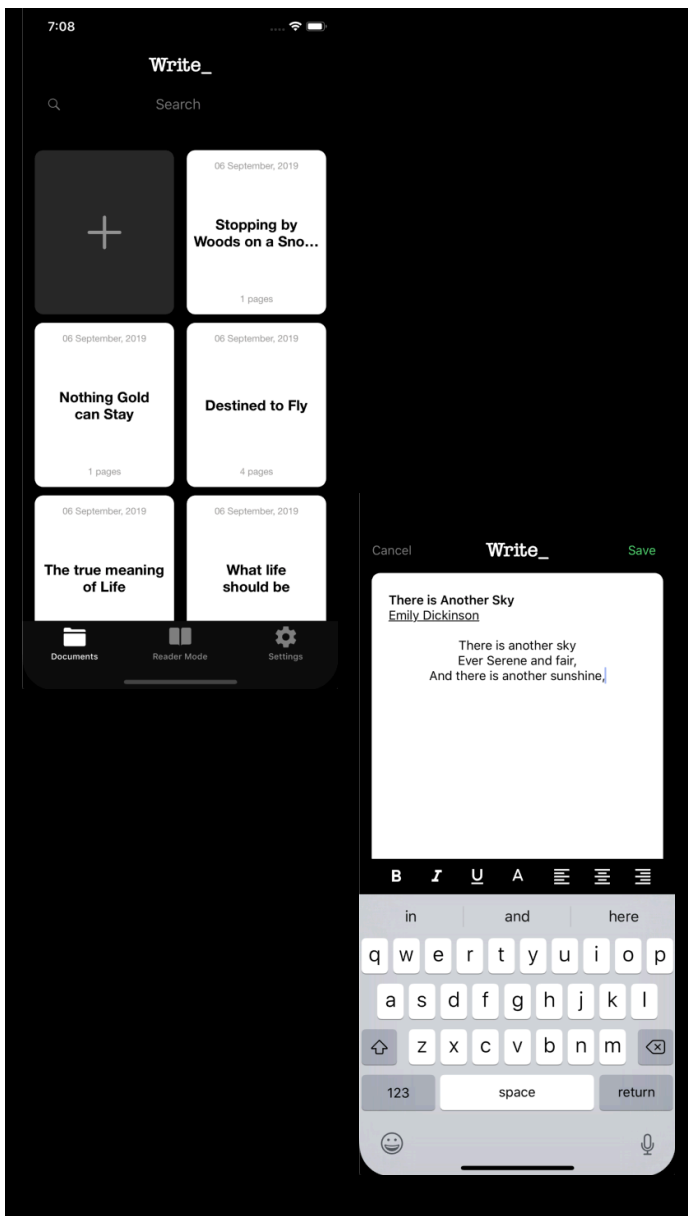 7:08
Write_
Search
06 September, 2019
Stopping by
Woods on a Sno...
1 pages
06 September, 2019
Nothing Gold
can Stay
1 pages
06 September, 2019
Destined to Fly
4 pages
06 September, 2019
The true meaning
of Life
06 September, 2019
What life
should be
Documents
Reader Mode
Settings
Cancel
Write_
Save
There is Another Sky
Emily Dickinson
There is another sky
Ever Serene and fair,
And there is another sunshine,
B I U A
in and here
q w e r t y u i o p
a s d f g h j k l
z x c v b n m
123 space return